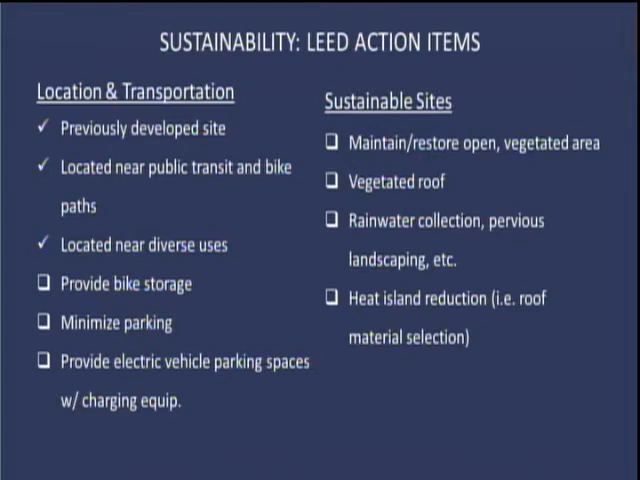 SUSTAINABILITY: LEED ACTION ITEMS
Location & Transportation
✓ Previously developed site
✓ Located near public transit and bike
paths
✓ Located near diverse uses
❑ Provide bike storage
❑ Minimize parking
❑ Provide electric vehicle parking spaces
w/ charging equip.
Sustainable Sites
❑ Maintain/restore open, vegetated area
❑ Vegetated roof
❑ Rainwater collection, pervious
landscaping, etc.
❑ Heat island reduction (i.e. roof
material selection)